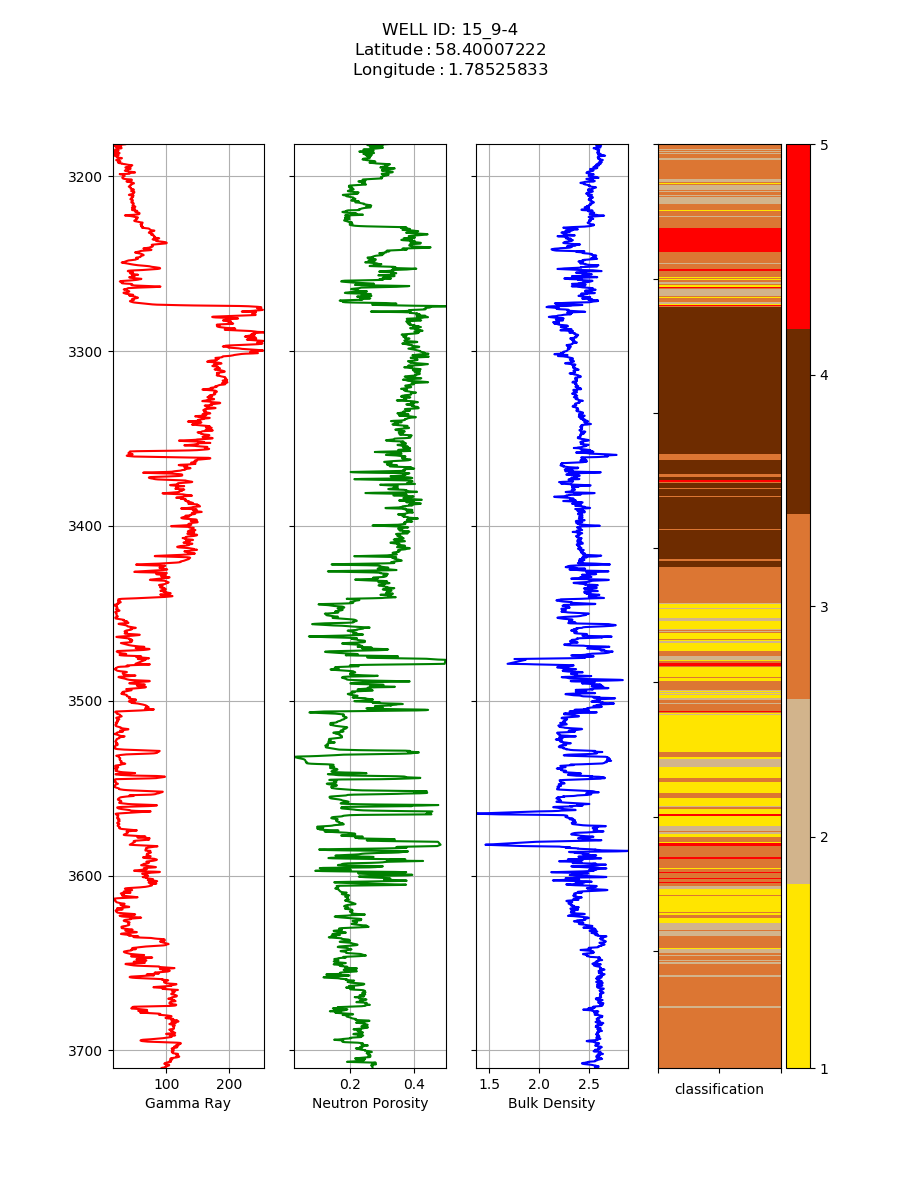 WELL ID: 15_9-4
Latitude : 58.40007222
Longitude : 1.78525833
3200
3300
3400
3500
3600
3700
100 200
Gamma Ray
0.2 0.4
Neutron Porosity
1.5 2.0 2.5
Bulk Density
classification
5
4
3
2
1